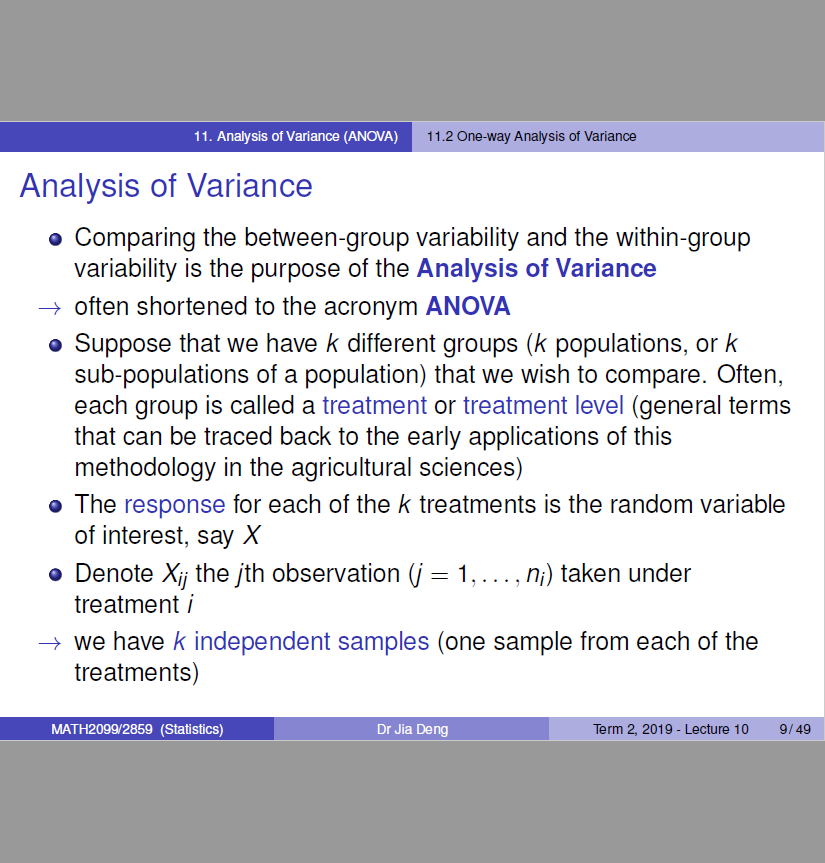 11. Analysis of Variance (ANOVA) 11.2 One-way Analysis of Variance
Analysis of Variance
Comparing the between-group variability and the within-group
variability is the purpose of the Analysis of Variance
→ often shortened to the acronym ANOVA
Suppose that we have k different groups (k populations, or k
sub-populations of a population) that we wish to compare. Often,
each group is called a treatment or treatment level (general terms
that can be traced back to the early applications of this
methodology in the agricultural sciences)
The response for each of the k treatments is the random variable
of interest, say X
Denote Xij the jth observation (j = 1, . . . , ni) taken under
treatment i
→ we have k independent samples (one sample from each of the
treatments)
MATH2099/2859 (Statistics) Dr Jia Deng Term 2, 2019 - Lecture 10 9 / 49